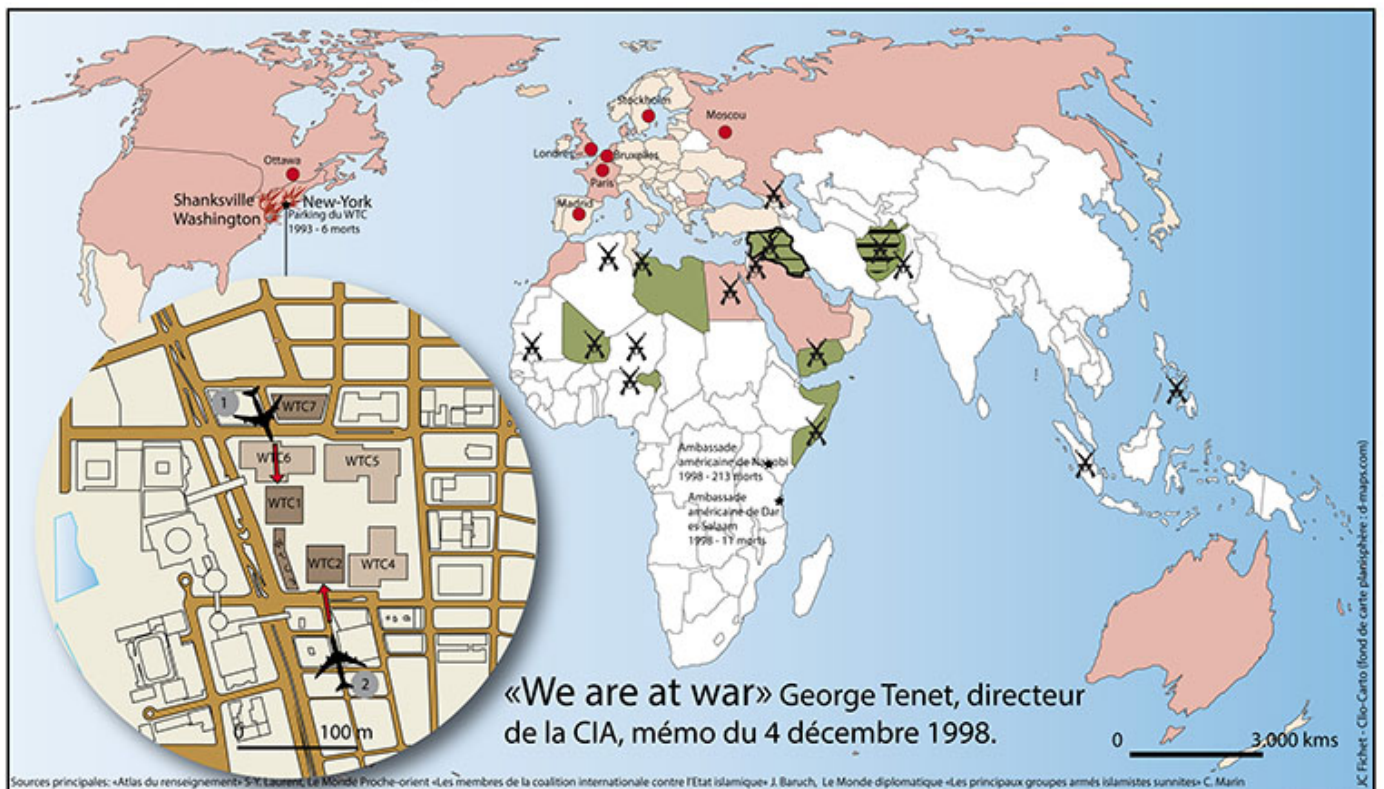 Stockholm
Moscou
Londres
Bruxelles
Paris
Madrid
Ottawa
Shanksville
Washington
New-York
Parking du WTC
1993 - 6 morts
Ambassade
américaine de Nairobi
1998 - 213 morts
Ambassade
américaine de Dar
es Salaam
1998 - 11 morts
1
WTC7
WTC6
WTC5
WTC1
WTC2
WTC4
2
0 100 m
«We are at war» George Tenet, directeur
de la CIA, mémo du 4 décembre 1998.
0 3.000 kms
Sources principales: «Atlas du renseignement» S-Y. Laurent, Le Monde Proche-orient «Les membres de la coalition internationale contre l'Etat islamique» J. Baruch, Le Monde diplomatique «Les principaux groupes armés islamistes sunnites» C. Marin
JC Fichet - Clio-Carto (fond de carte planisphère : d-maps.com)